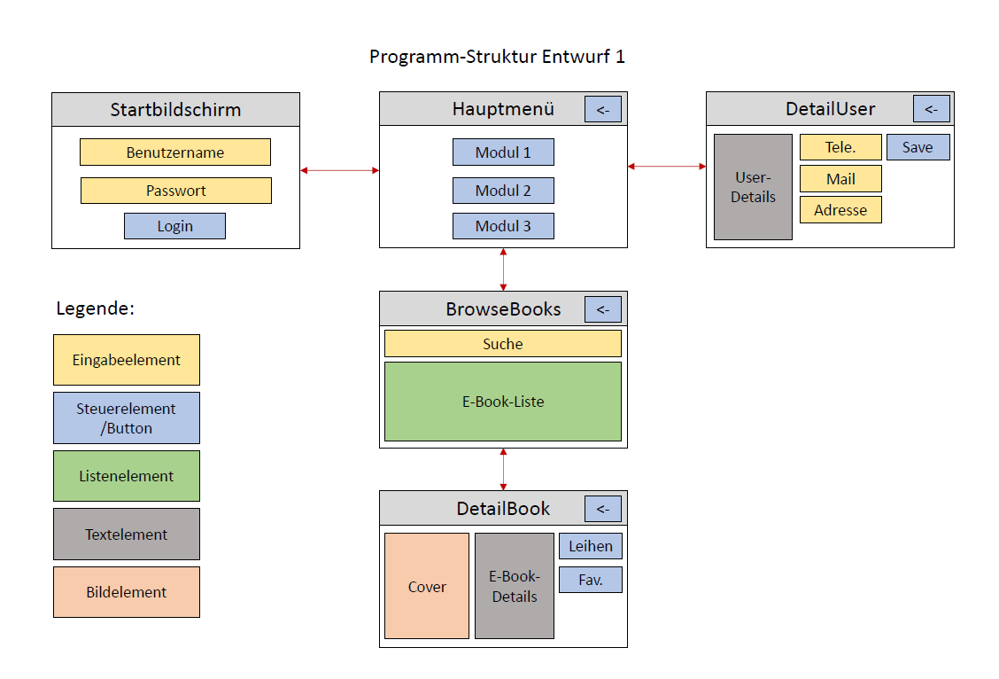 Programm-Struktur Entwurf 1
Startbildschirm
Benutzername
Passwort
Login
Hauptmenü
<-
Modul 1
Modul 2
Modul 3
DetailUser
<-
User-
Details
Tele.
Mail
Adresse
Save
BrowseBooks
<-
Suche
E-Book-Liste
DetailBook
<-
Cover
E-Book-
Details
Leihen
Fav.
Legende:
Eingabeelement
Steuerelement
/Button
Listenelement
Textelement
Bildelement